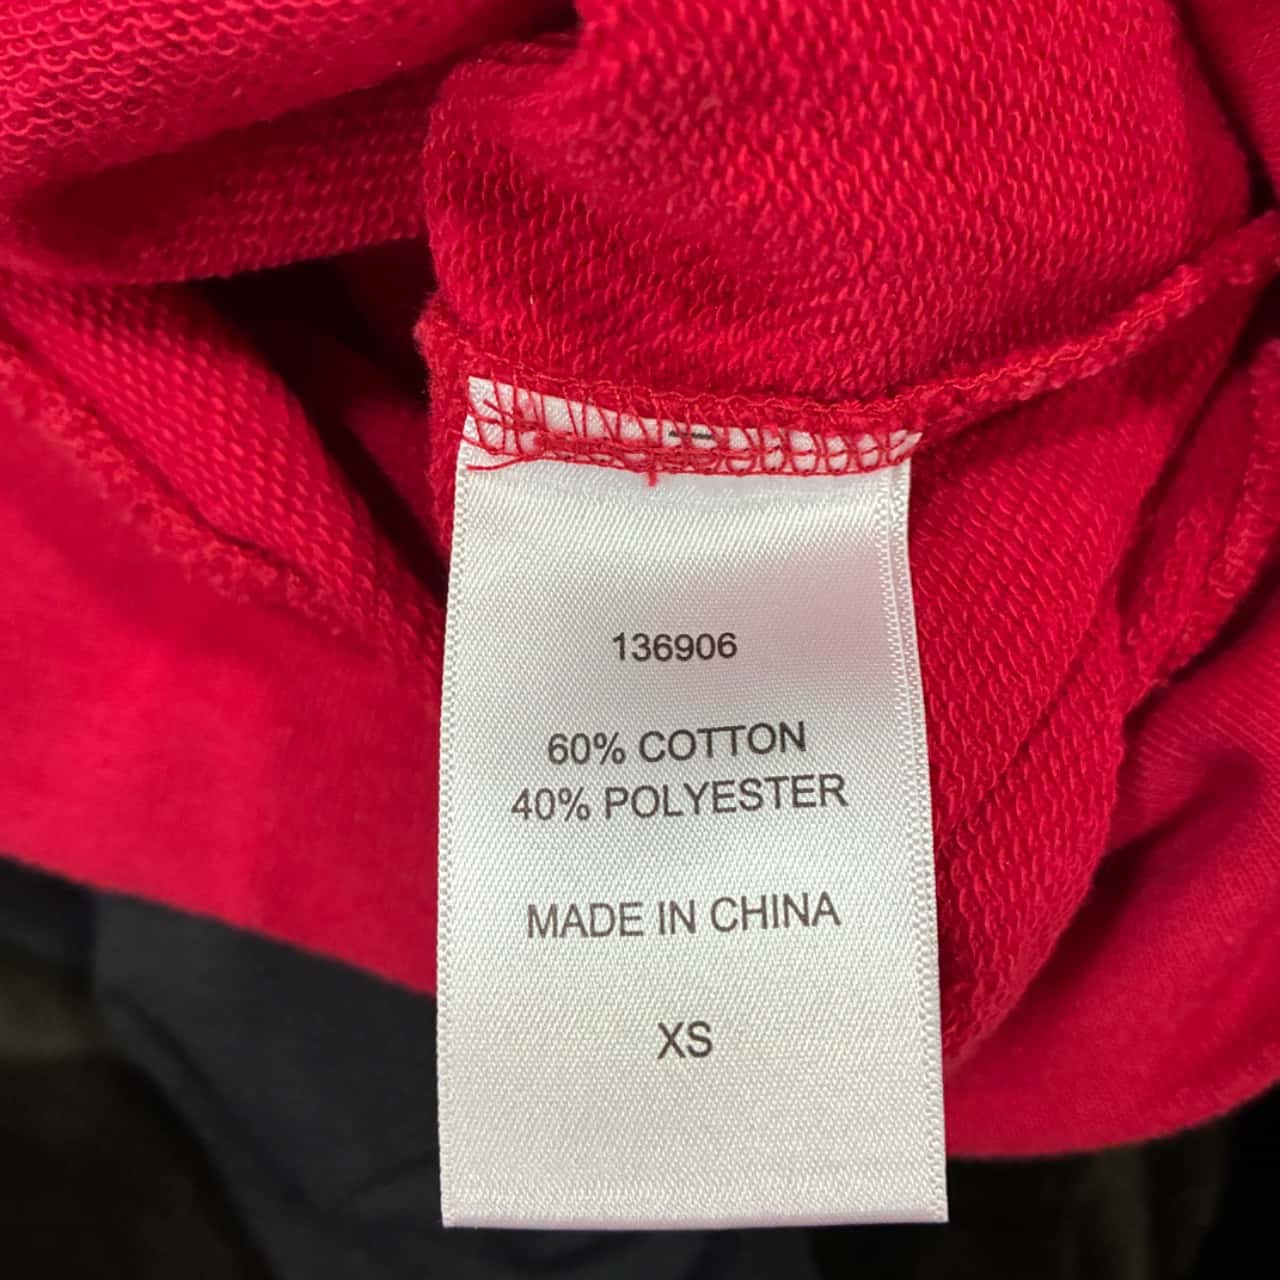 136906
60% COTTON
40% POLYESTER
MADE IN CHINA
XS